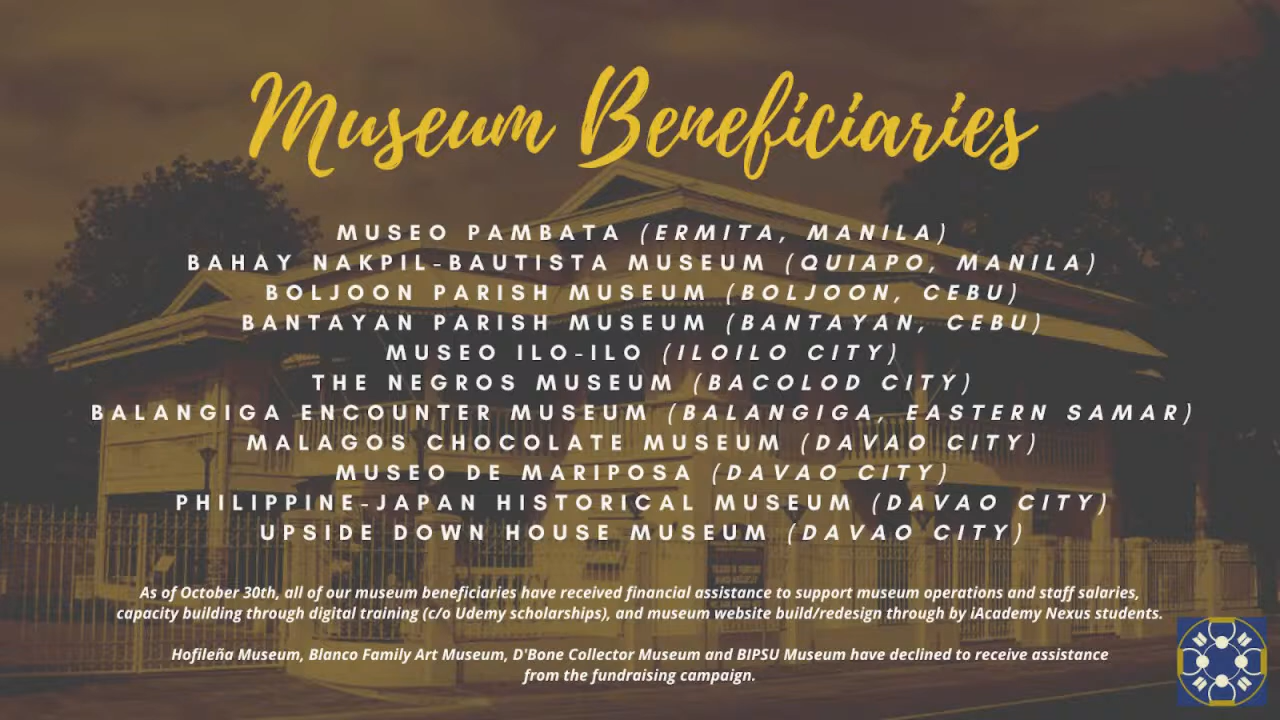 Museum Beneficiaries
MUSEO PAMBATA (ERMITA, MANILA)
BAHAY NAKPIL-BAUTISTA MUSEUM (QUIAPO, MANILA)
BOLJOON PARISH MUSEUM (BOLJOON, CEBU)
BANTAYAN PARISH MUSEUM (BANTAYAN, CEBU)
MUSEO ILO-ILO (ILOILO CITY)
THE NEGROS MUSEUM (BACOLOD CITY)
BALANGIGA ENCOUNTER MUSEUM (BALANGIGA, EASTERN SAMAR)
MALAGOS CHOCOLATE MUSEUM (DAVAO CITY)
MUSEO DE MARIPOSA (DAVAO CITY)
PHILIPPINE-JAPAN HISTORICAL MUSEUM (DAVAO CITY)
UPSIDE DOWN HOUSE MUSEUM (DAVAO CITY)
As of October 30th, all of our museum beneficiaries have received financial assistance to support museum operations and staff salaries,
capacity building through digital training (c/o Udemy scholarships), and museum website build/redesign through by iAcademy Nexus students.
Hofileña Museum, Blanco Family Art Museum, D'Bone Collector Museum and BIPSU Museum have declined to receive assistance
from the fundraising campaign.